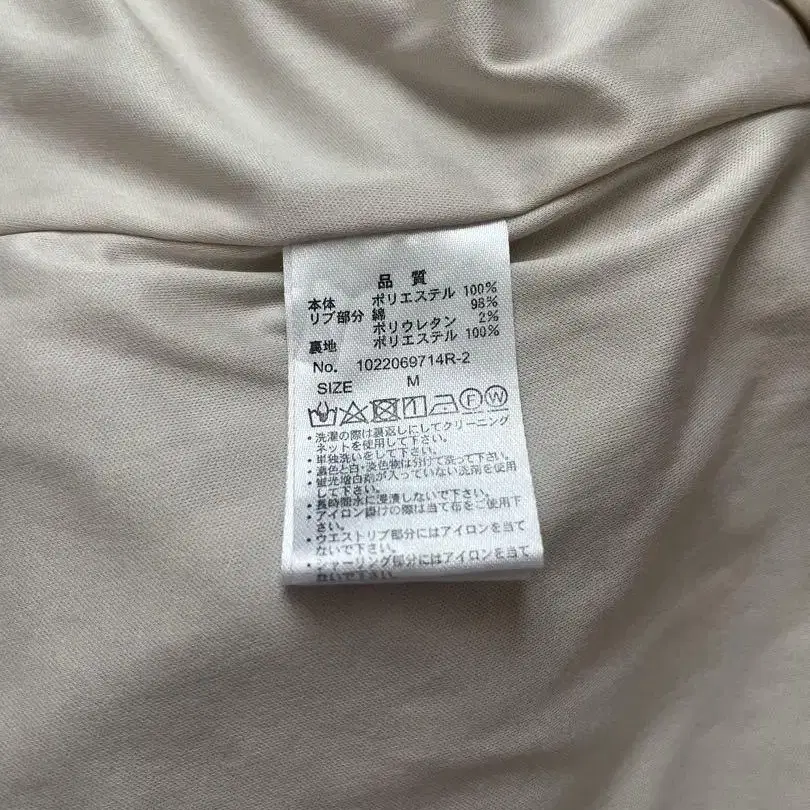 品 質
本体 ポリエステル 100%
リブ部分 綿 98%
ポリウレタン 2%
裏地 ポリエステル 100%
No. 1022069714R-2
SIZE M
F W
・洗濯の際は裏返しにしてクリーニング
ネットを使用して下さい。
・単独洗いをして下さい。
・濃色と白・淡色物は分けて洗って下さい。
・蛍光増白剤が入っていない洗剤を使用
して下さい。
・長時間水に浸漬しないで下さい。
・アイロン掛けの際は当て布をご使用下
さい。
・ウエストリブ部分にはアイロンを当て
ないで下さい。
・シャーリング部分にはアイロンを当て
ないで下さい。